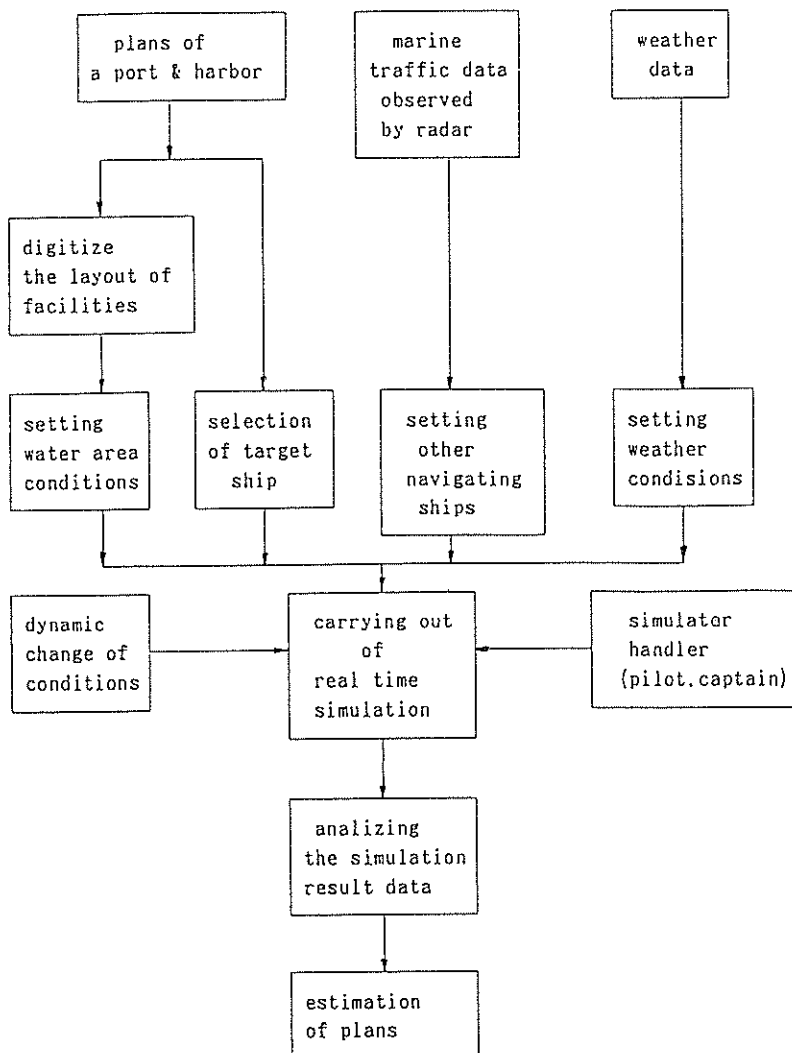 plans of
a port & harbor
marine
traffic data
observed
by radar
weather
data
digitize
the layout of
facilities
setting
water area
conditions
selection
of target
ship
setting
other
navigating
ships
setting
weather
condisions
dynamic
change of
conditions
carrying out
of
real time
simulation
simulator
handler
(pilot.captain)
analizing
the simulation
result data
estimation
of plans